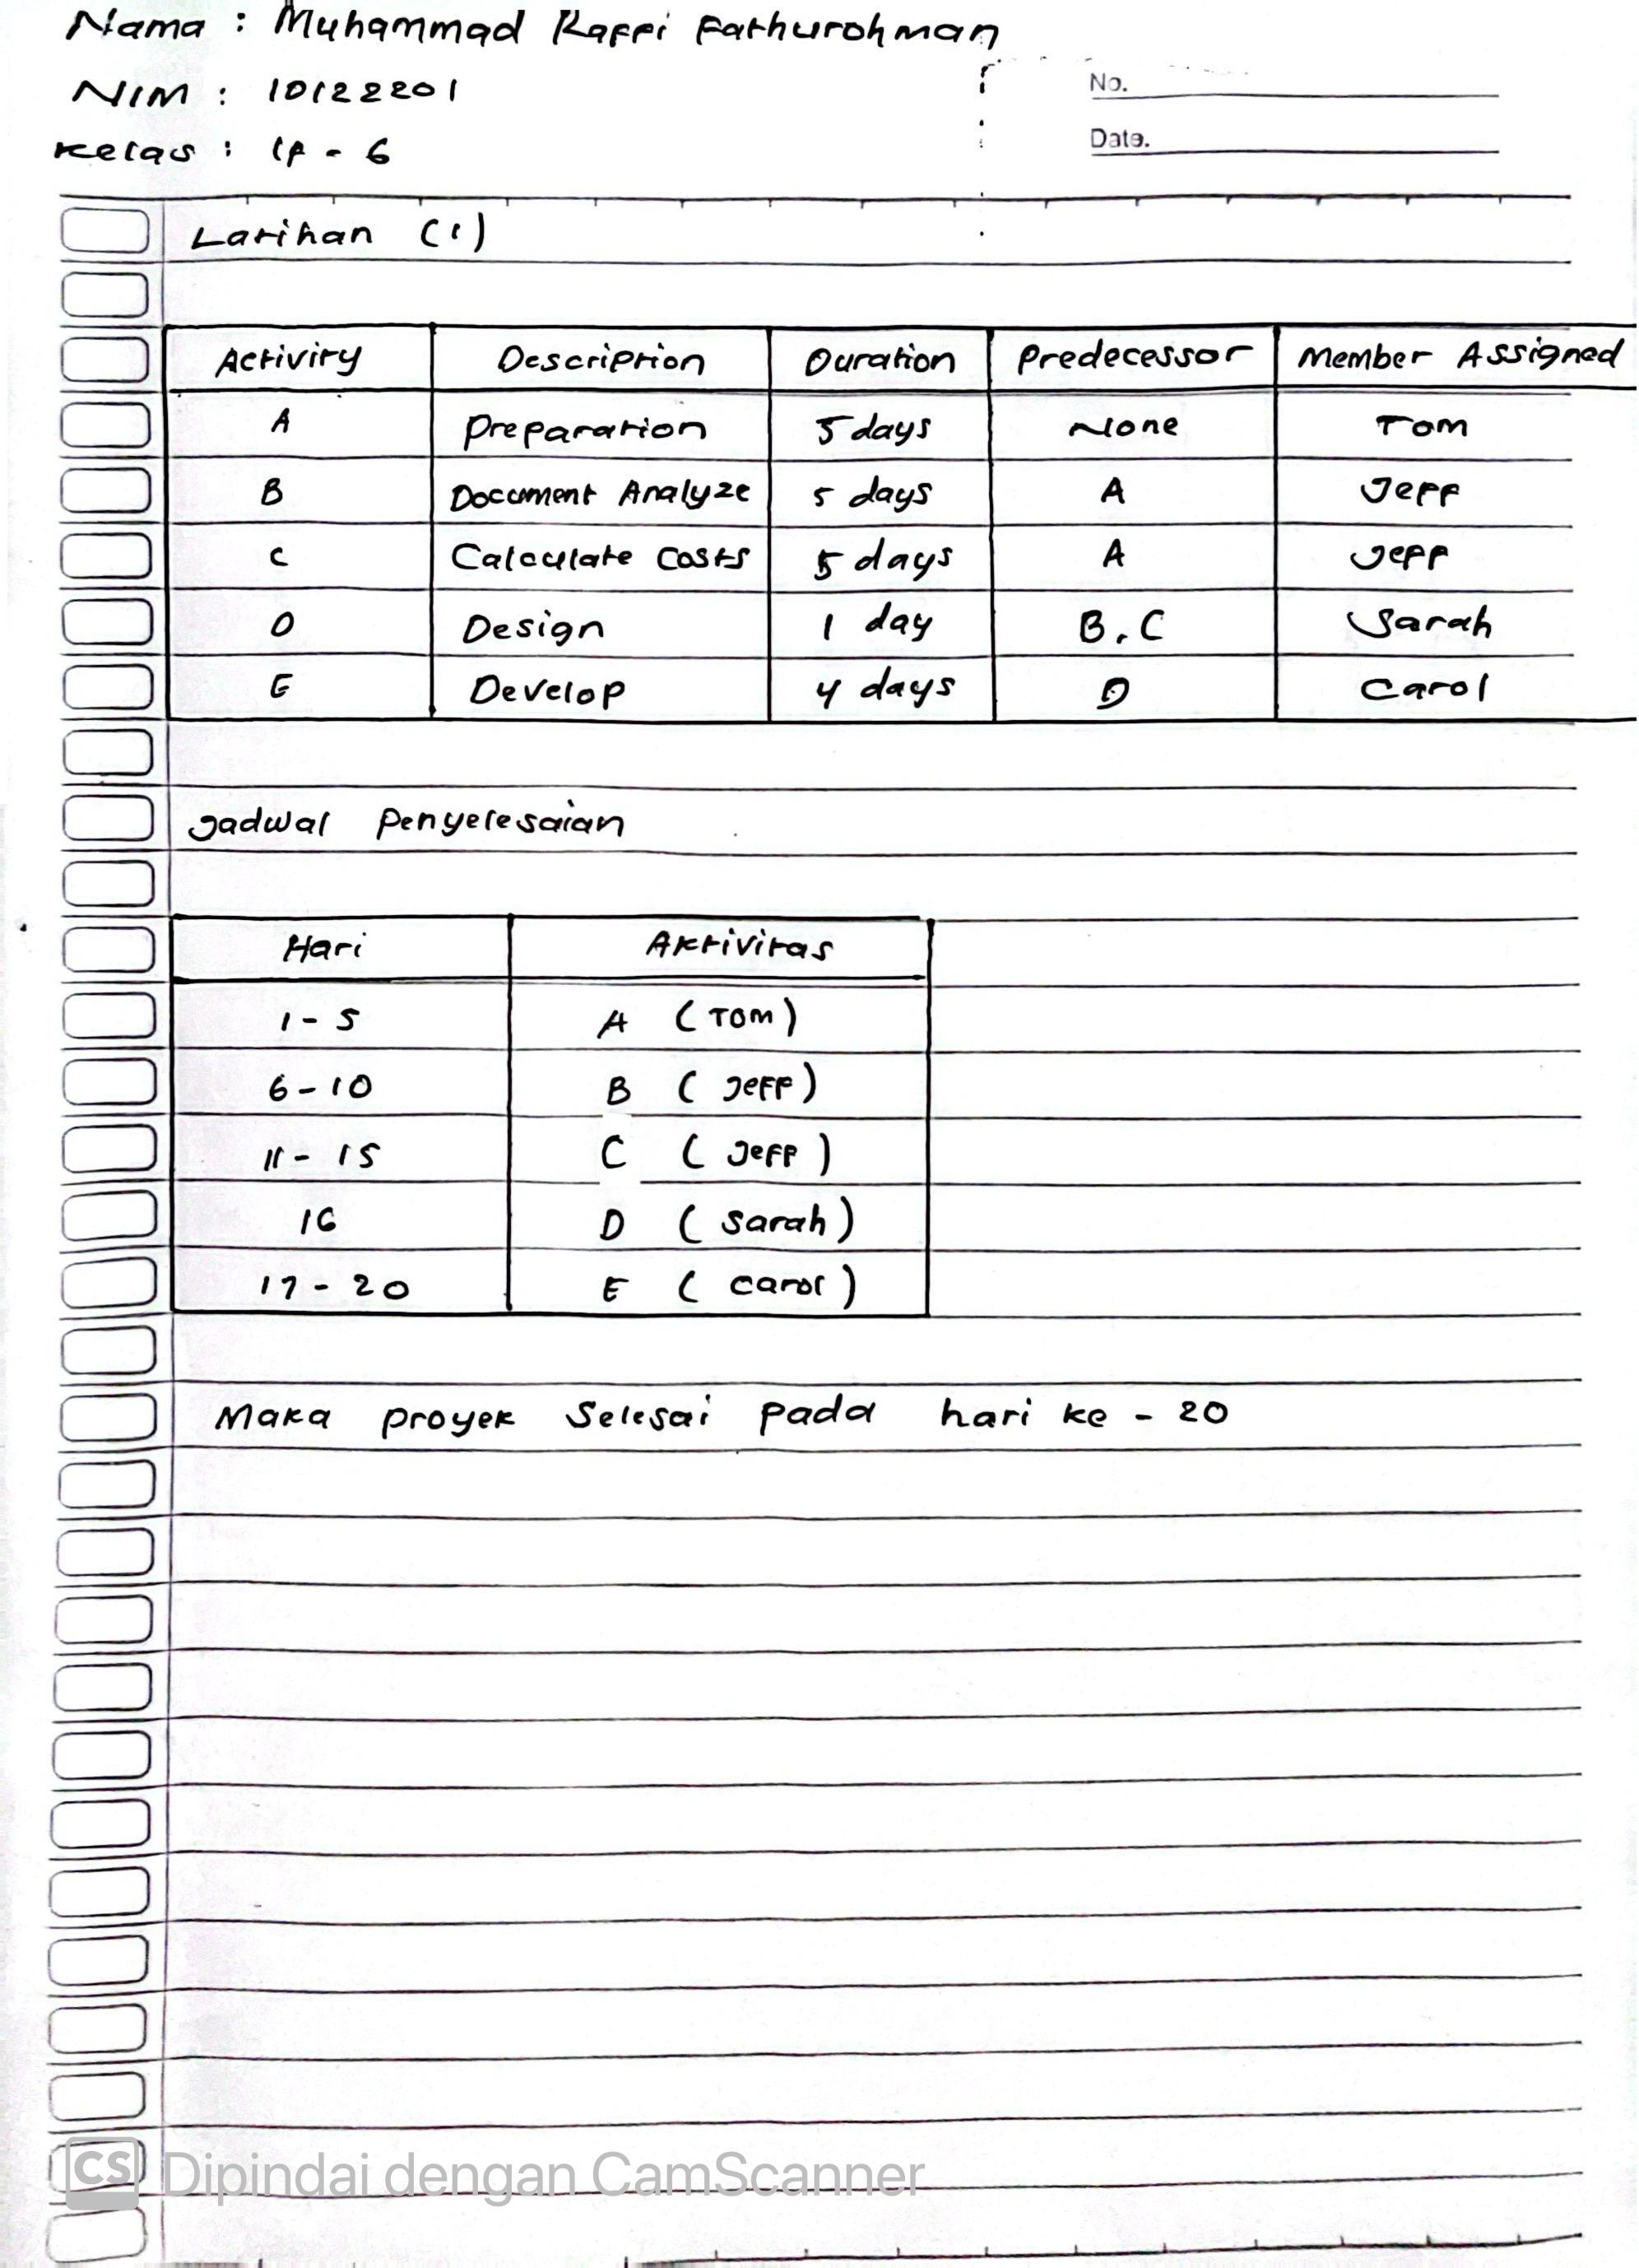 Nama : Muhammad Raffi Fathurohman
NIM : 10122201
Kelas : IF - 6
No.
Date.
Latihan (1)
Activity Description Duration Predecessor Member Assigned
A Preparation 5 days None Tom
B Document Analyze 5 days A Jeff
C Calculate Costs 5 days A Jeff
D Design 1 day B, C Sarah
E Develop 4 days D Carol
Jadwal Penyelesaian
Hari Aktivitas
1 - 5 A (Tom)
6 - 10 B (Jeff)
11 - 15 C (Jeff)
16 D (Sarah)
17 - 20 E (Carol)
Maka proyek Selesai pada hari ke - 20
CS Dipindai dengan CamScanner